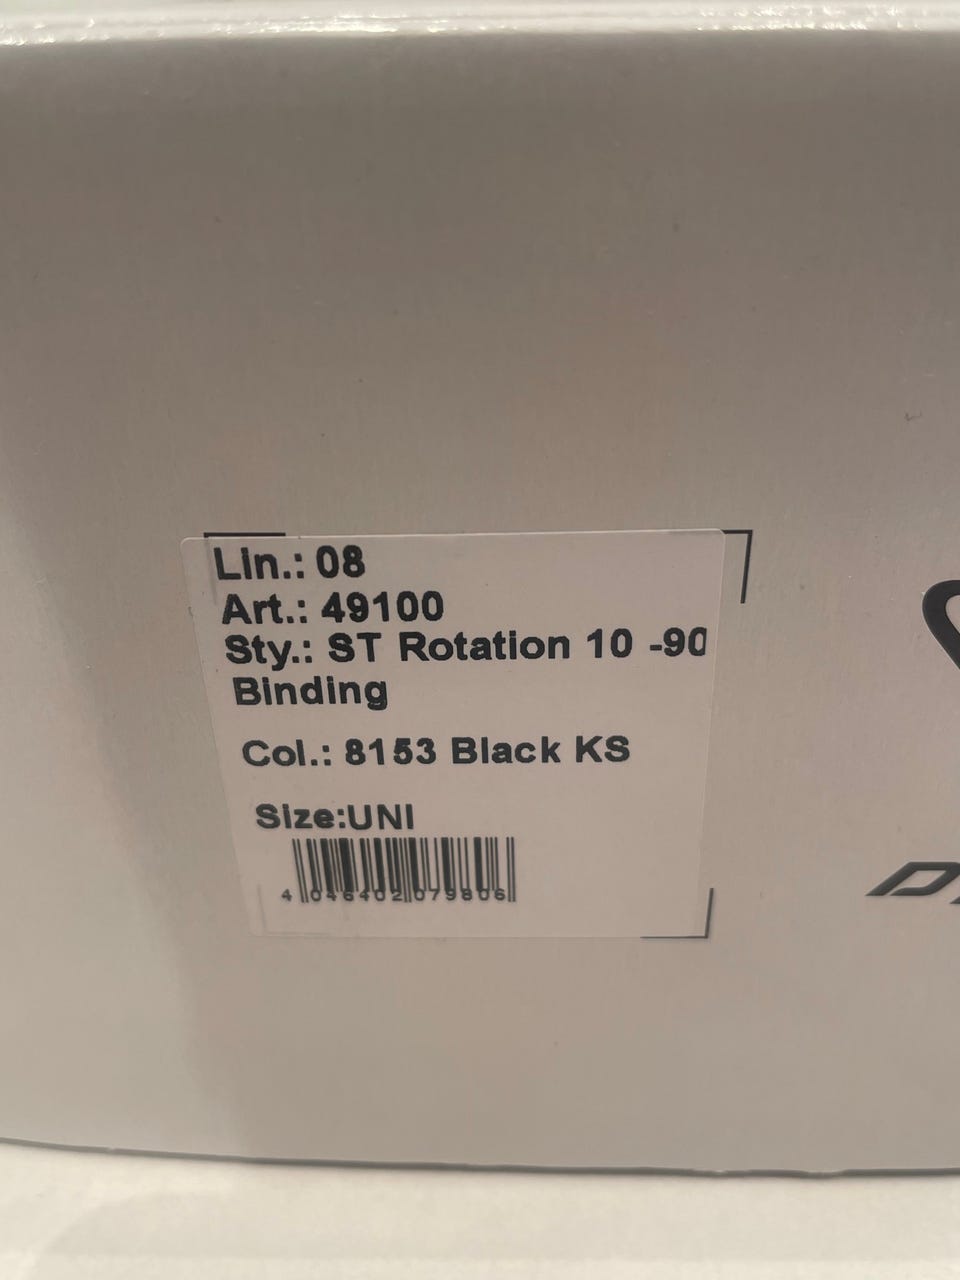 Lin.: 08
Art.: 49100
Sty.: ST Rotation 10 -90
Binding
Col.: 8153 Black KS
Size:UNI
4 046402 079806